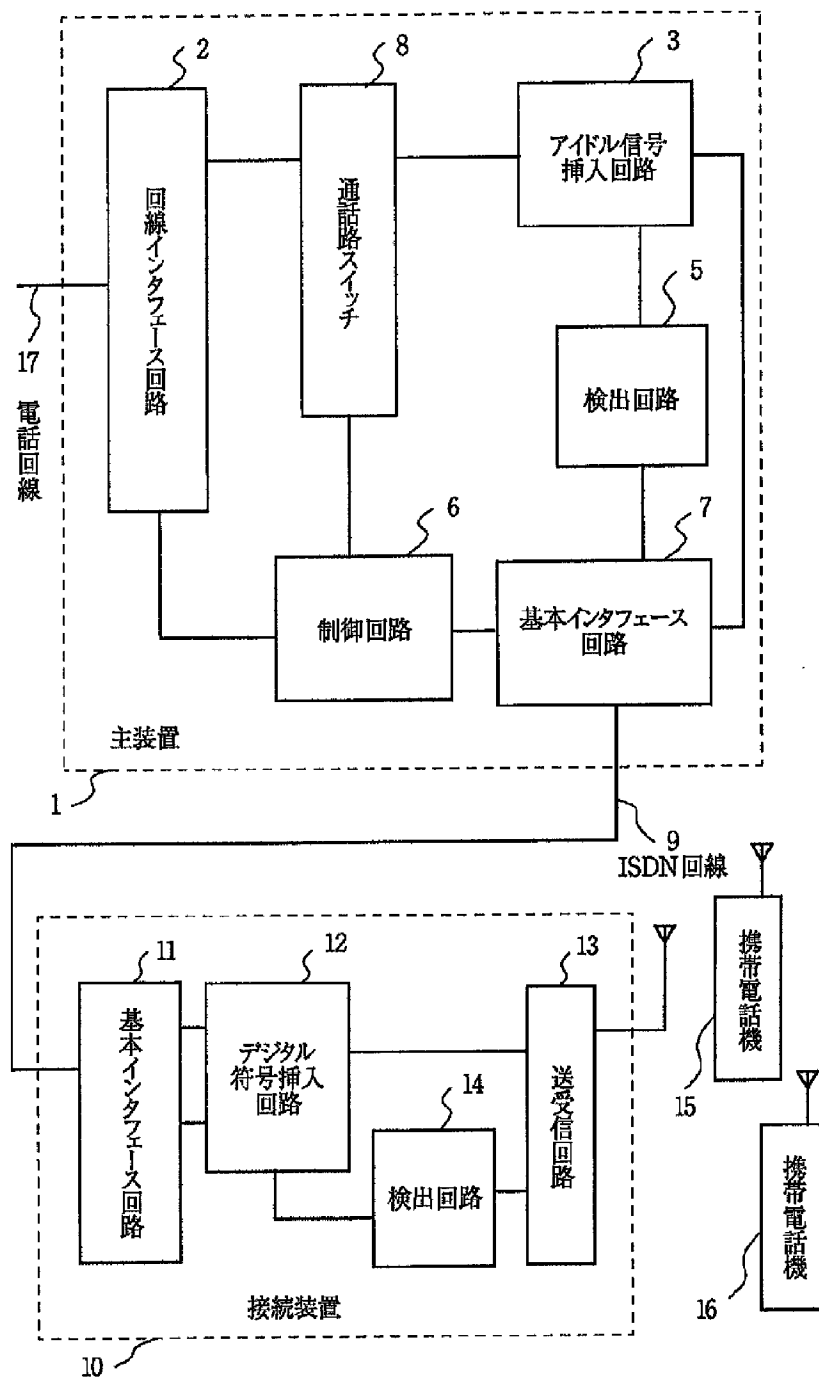 2
8
3
回線インタフェース回路
通話路スイッチ
アイドル信号
挿入回路
5
検出回路
17
電話回線
6
制御回路
7
基本インタフェース
回路
主装置
1
9
ISDN回線
11
基本インタフェース回路
12
デジタル
符号挿入
回路
13
送受信回路
14
検出回路
接続装置
10
携帯電話機
15
携帯電話機
16